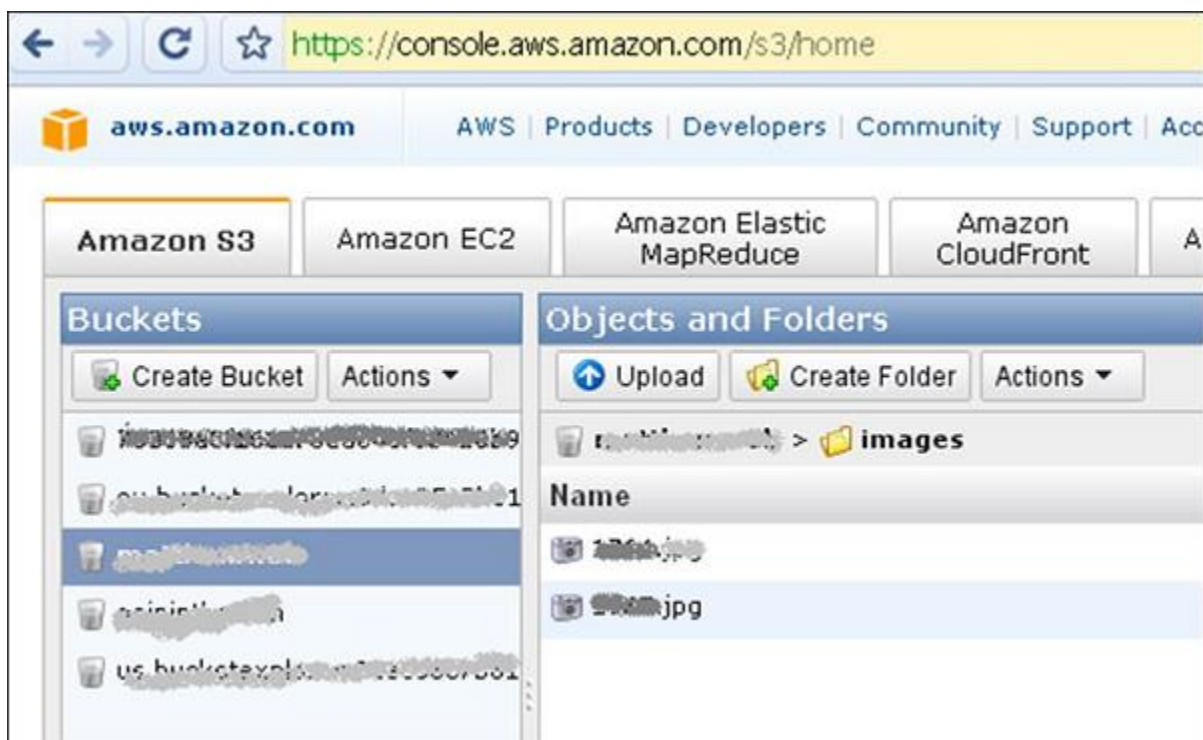 https://console.aws.amazon.com/s3/home
aws.amazon.com
AWS | Products | Developers | Community | Support | Acc
Amazon S3
Amazon EC2
Amazon Elastic
MapReduce
Amazon
CloudFront
A
Buckets
Objects and Folders
Create Bucket
Actions
Upload
Create Folder
Actions
> images
Name
.jpg
.jpg